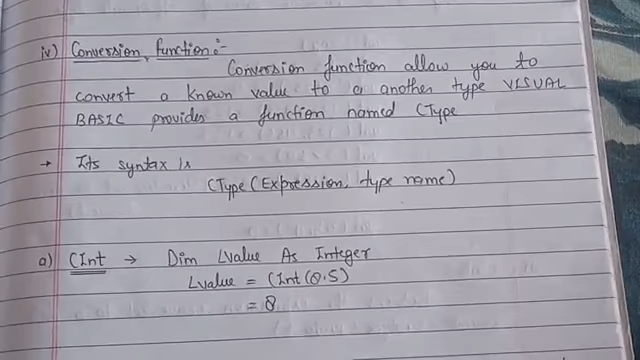 iv) Conversion, function:-
Conversion function allow you to
convert a known value to a another type VISUAL
BASIC provides a function named CType
→ Its syntax is
CType (Expression, type name)
a) CInt → Dim LValue As Integer
Lvalue = CInt (8.5)
= 8